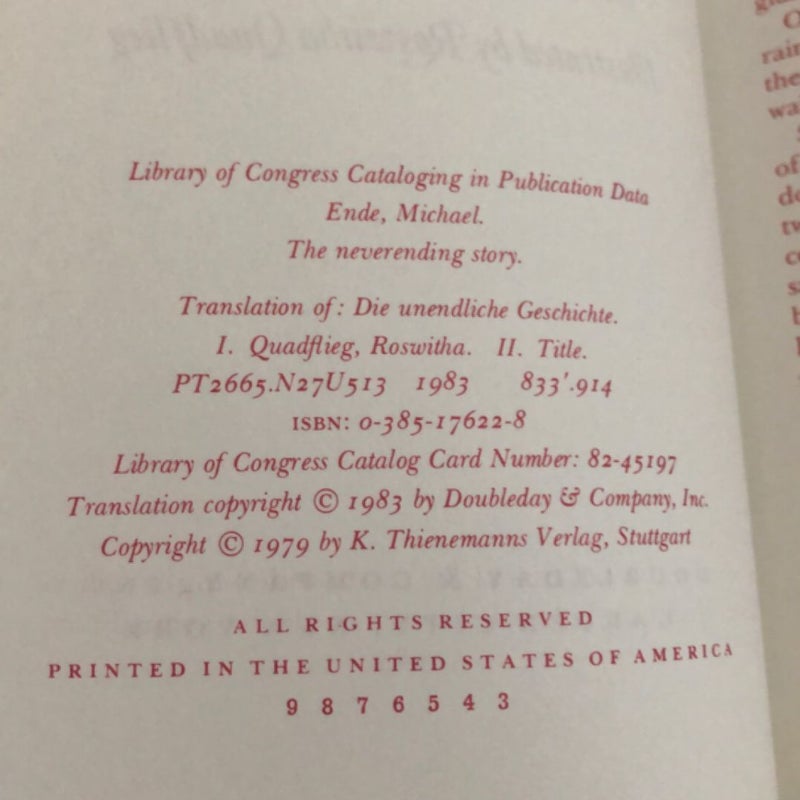 Library of Congress Cataloging in Publication Data
Ende, Michael.
The neverending story.
Translation of: Die unendliche Geschichte.
I. Quadflieg, Roswitha. II. Title.
PT2665.N27U513 1983 833'.914
ISBN: 0-385-17622-8
Library of Congress Catalog Card Number: 82-45197
Translation copyright © 1983 by Doubleday & Company, Inc.
Copyright © 1979 by K. Thienemanns Verlag, Stuttgart
ALL RIGHTS RESERVED
PRINTED IN THE UNITED STATES OF AMERICA
9 8 7 6 5 4 3